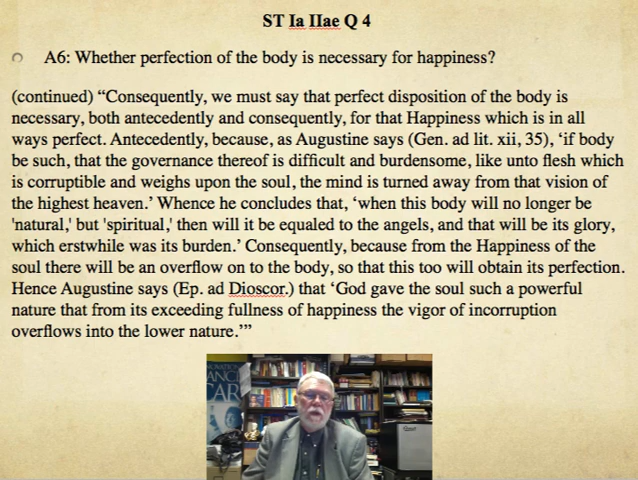 ST Ia IIae Q 4
A6: Whether perfection of the body is necessary for happiness?
(continued) “Consequently, we must say that perfect disposition of the body is
necessary, both antecedently and consequently, for that Happiness which is in all
ways perfect. Antecedently, because, as Augustine says (Gen. ad lit. xii, 35), ‘if body
be such, that the governance thereof is difficult and burdensome, like unto flesh which
is corruptible and weighs upon the soul, the mind is turned away from that vision of
the highest heaven.’ Whence he concludes that, ‘when this body will no longer be
'natural,' but 'spiritual,' then will it be equaled to the angels, and that will be its glory,
which erstwhile was its burden.’ Consequently, because from the Happiness of the
soul there will be an overflow on to the body, so that this too will obtain its perfection.
Hence Augustine says (Ep. ad Dioscor.) that ‘God gave the soul such a powerful
nature that from its exceeding fullness of happiness the vigor of incorruption
overflows into the lower nature.’”